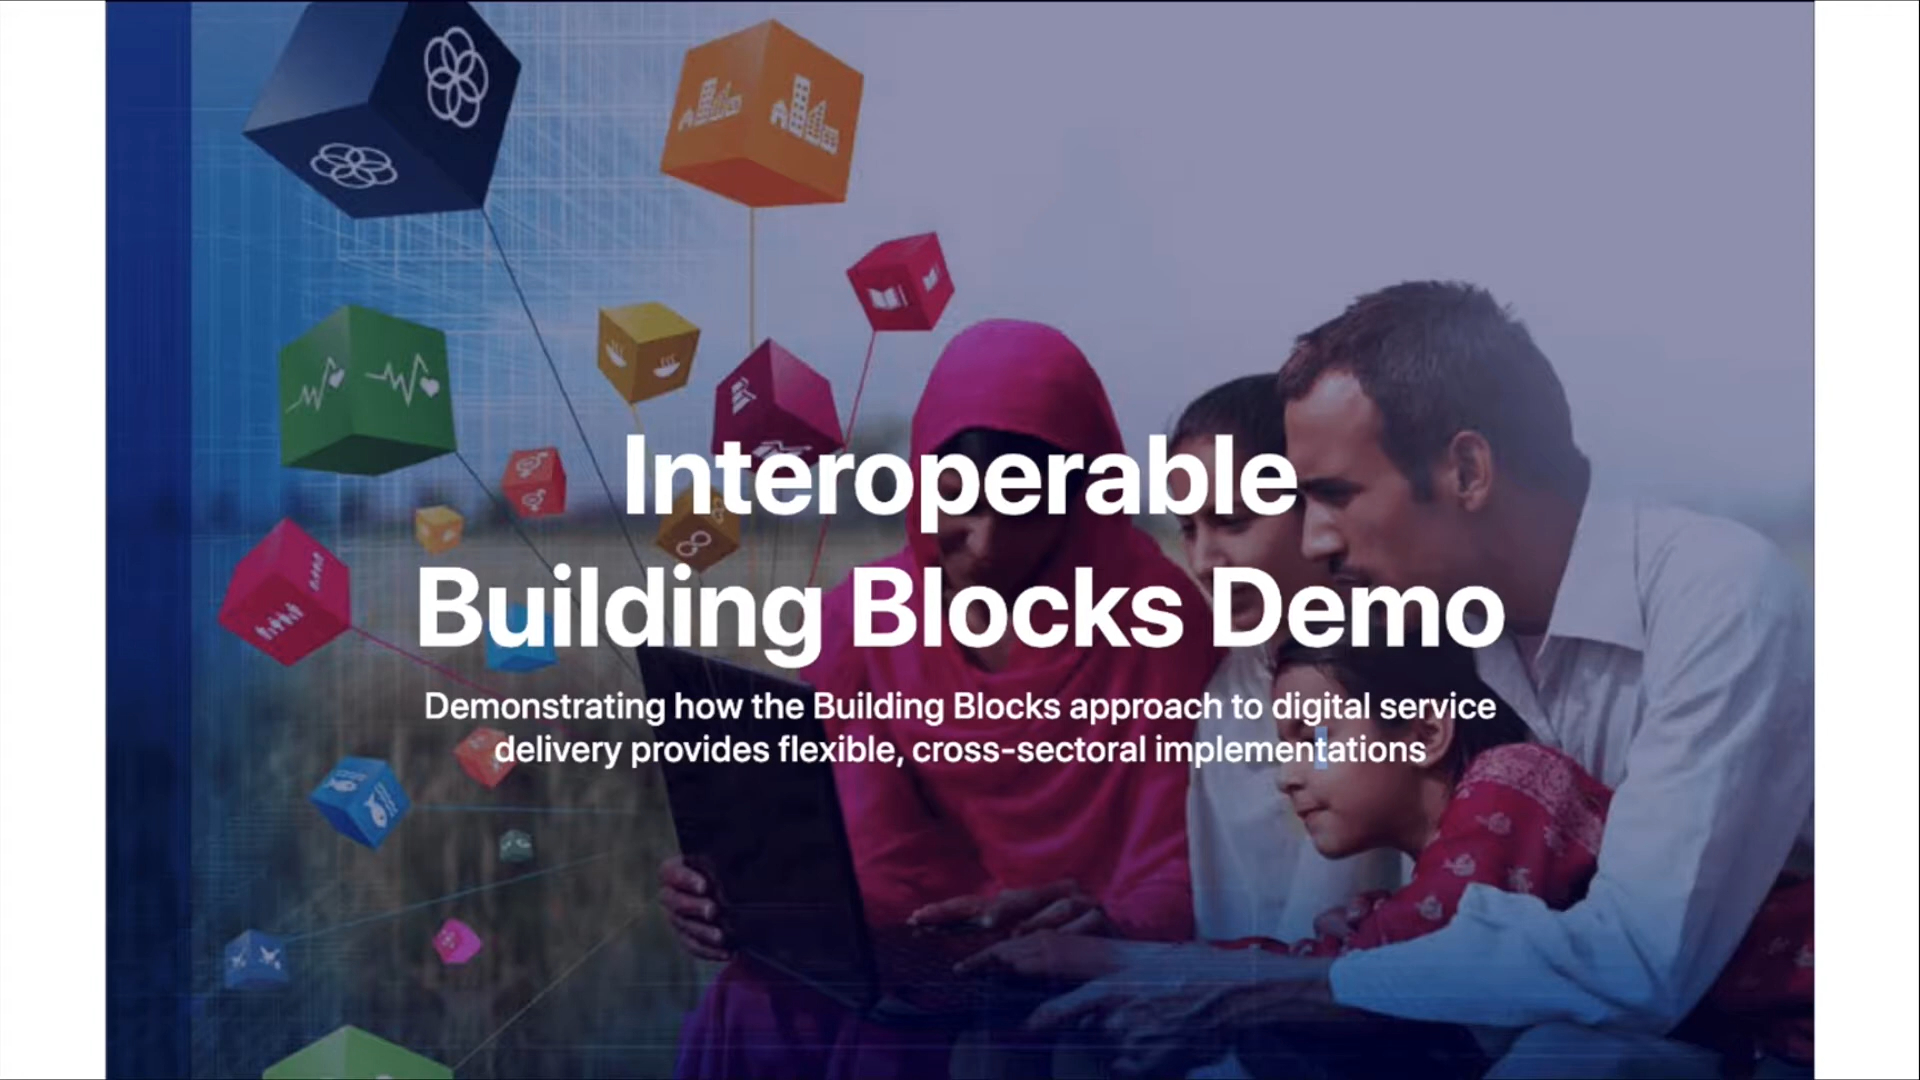 Interoperable
Building Blocks Demo
Demonstrating how the Building Blocks approach to digital service
delivery provides flexible, cross-sectoral implementations